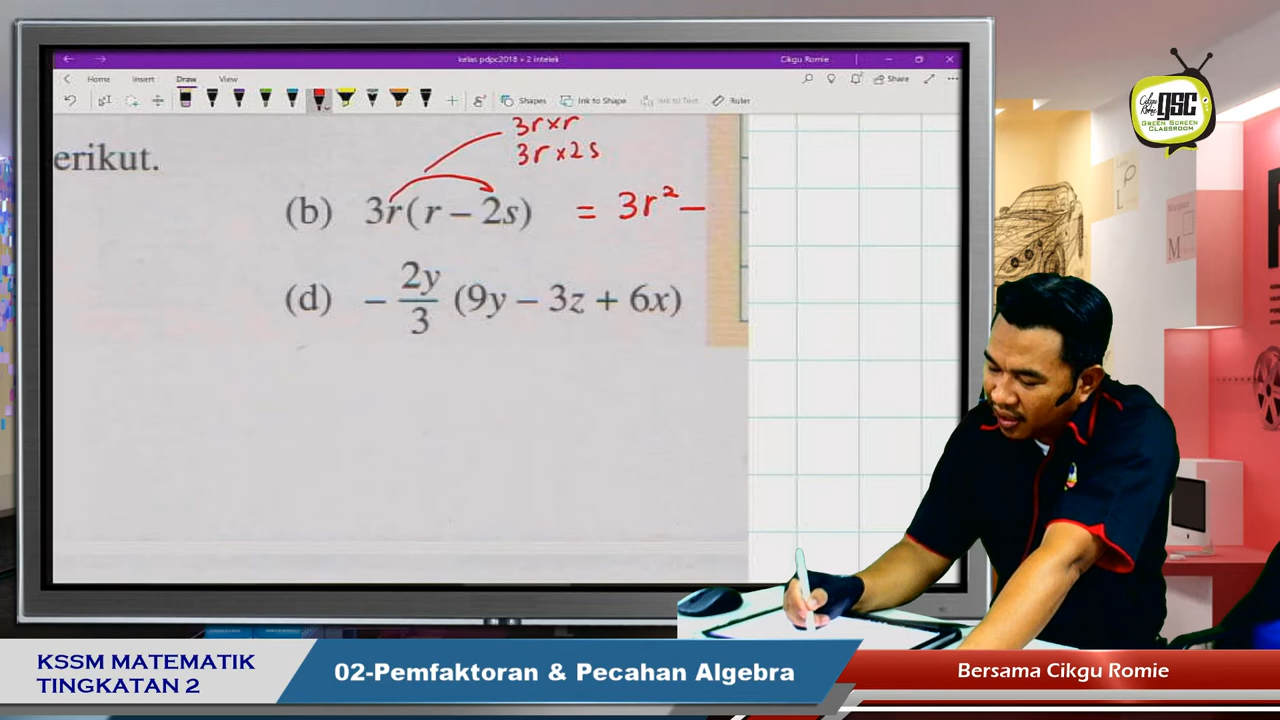 kelas pdpc2018 » 2 intelek
Cikgu Romie
Home Insert Draw View
Share
Shapes Ink to Shape Ink to Text Ruler
3r×r
3r×2s
erikut.
(b) 3r(r − 2s) = 3r² −
(d) − 2y/3 (9y − 3z + 6x)
Cikgu Romie GSC
GREEN SCREEN
CLASSROOM
L
M
KSSM MATEMATIK
TINGKATAN 2
02-Pemfaktoran & Pecahan Algebra
Bersama Cikgu Romie